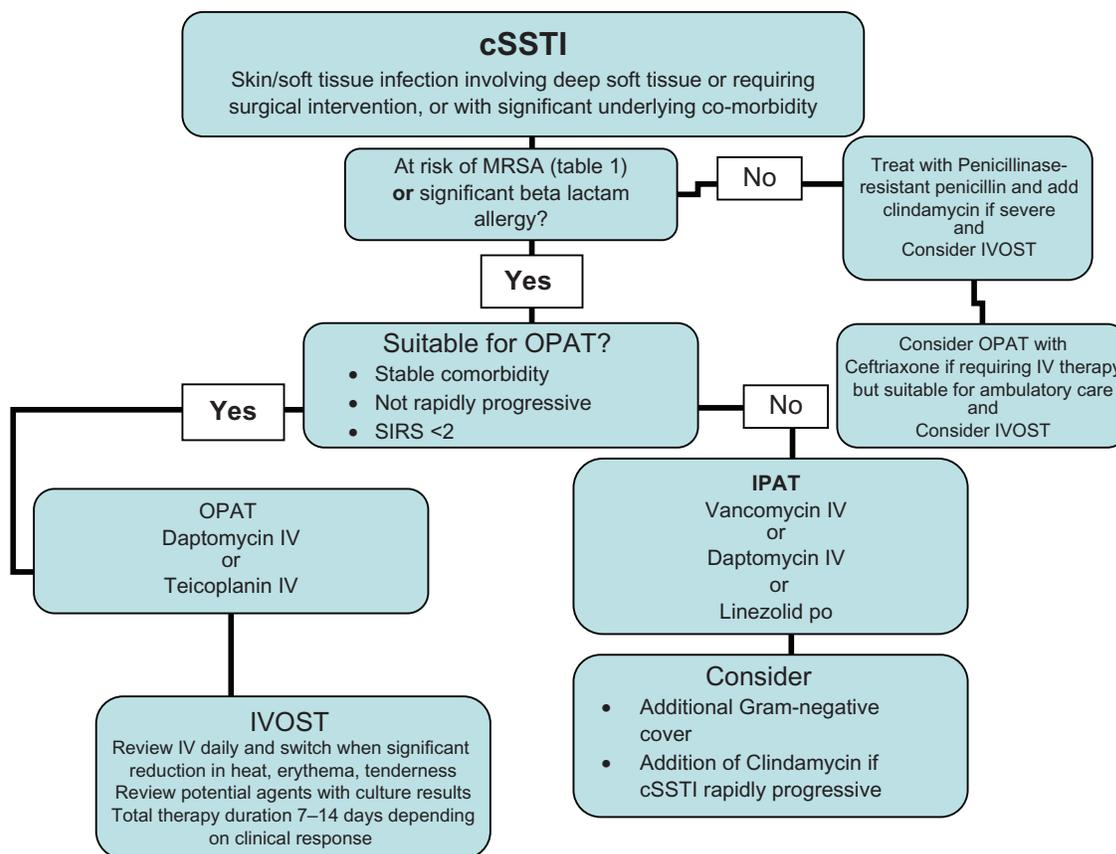 cSSTI
Skin/soft tissue infection involving deep soft tissue or requiring
surgical intervention, or with significant underlying co-morbidity
At risk of MRSA (table 1)
or significant beta lactam
allergy?
No
Treat with Penicillinase-
resistant penicillin and add
clindamycin if severe
and
Consider IVOST
Yes
Suitable for OPAT?
• Stable comorbidity
• Not rapidly progressive
• SIRS <2
Consider OPAT with
Ceftriaxone if requiring IV therapy
but suitable for ambulatory care
and
Consider IVOST
Yes
No
OPAT
Daptomycin IV
or
Teicoplanin IV
IPAT
Vancomycin IV
or
Daptomycin IV
or
Linezolid po
IVOST
Review IV daily and switch when significant
reduction in heat, erythema, tenderness
Review potential agents with culture results
Total therapy duration 7–14 days depending
on clinical response
Consider
• Additional Gram-negative
cover
• Addition of Clindamycin if
cSSTI rapidly progressive